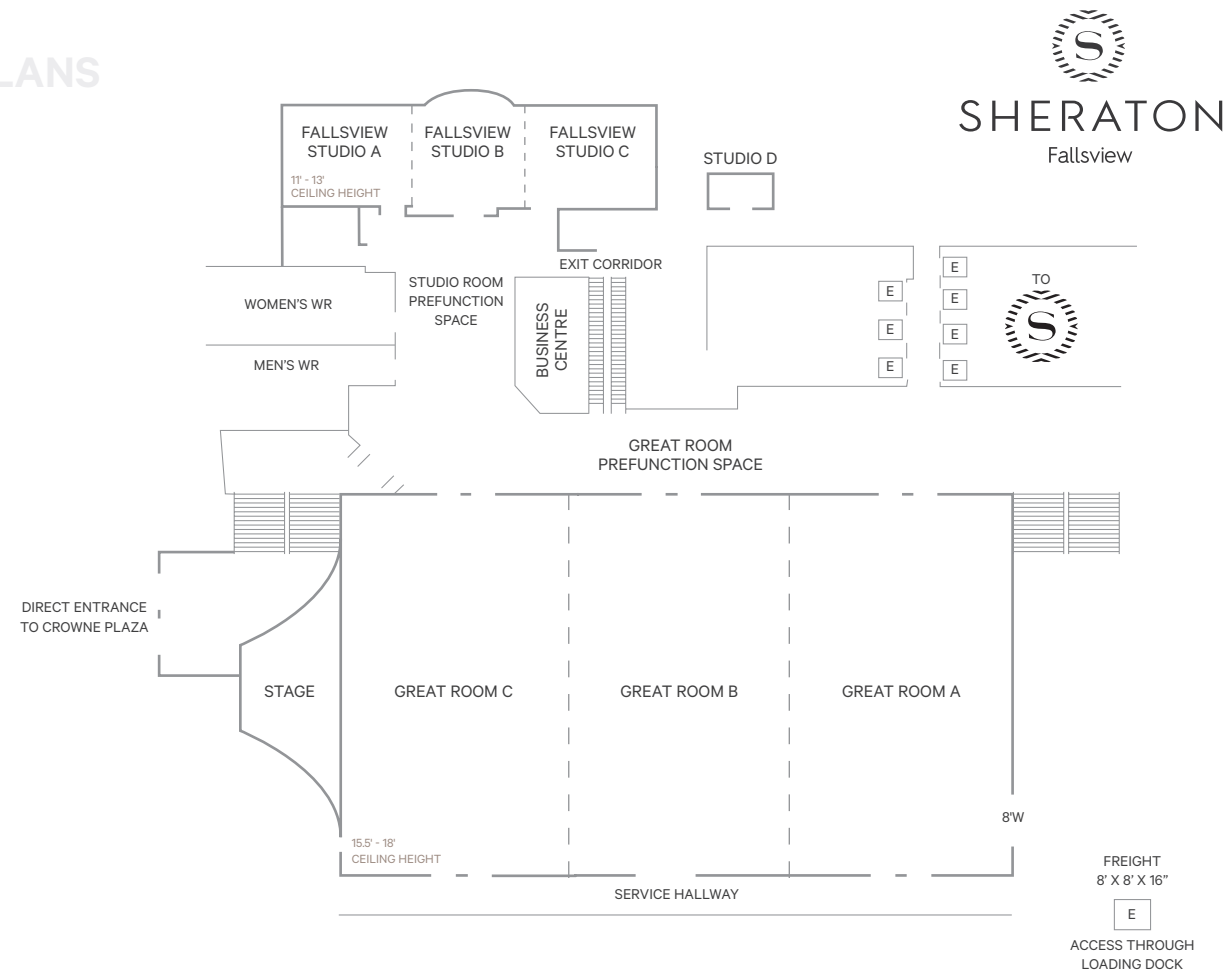 LANS
S
SHERATON
Fallsview
FALLSVIEW
STUDIO A
FALLSVIEW
STUDIO B
FALLSVIEW
STUDIO C
11' - 13'
CEILING HEIGHT
STUDIO D
EXIT CORRIDOR
STUDIO ROOM
PREFUNCTION
SPACE
WOMEN'S WR
MEN'S WR
BUSINESS
CENTRE
E
E
E
E
E
E
E
TO
S
GREAT ROOM
PREFUNCTION SPACE
DIRECT ENTRANCE
TO CROWNE PLAZA
STAGE
GREAT ROOM C
GREAT ROOM B
GREAT ROOM A
15.5' - 18'
CEILING HEIGHT
8'W
SERVICE HALLWAY
FREIGHT
8’ X 8’ X 16”
E
ACCESS THROUGH
LOADING DOCK